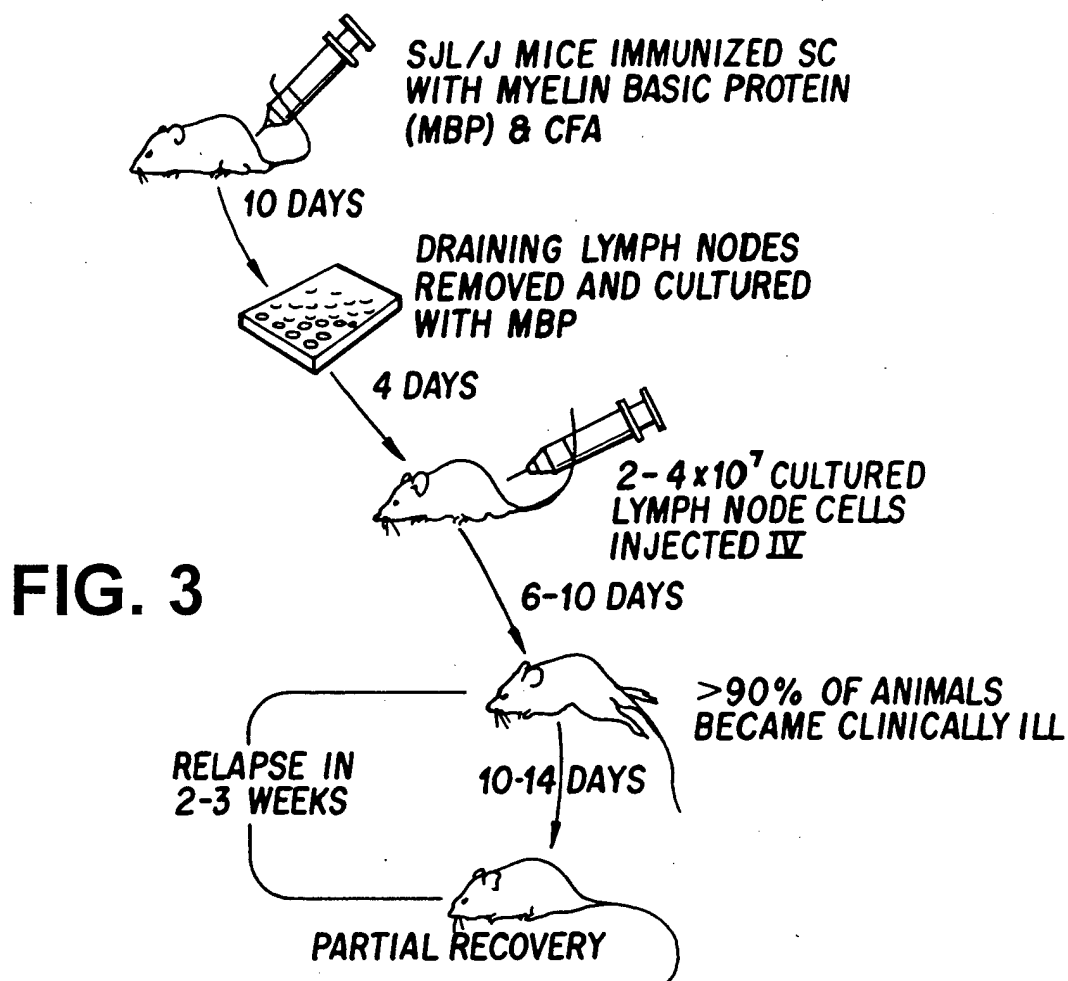 SJL/J MICE IMMUNIZED SC
WITH MYELIN BASIC PROTEIN
(MBP) & CFA
10 DAYS
DRAINING LYMPH NODES
REMOVED AND CULTURED
WITH MBP
4 DAYS
2-4×10⁷ CULTURED
LYMPH NODE CELLS
INJECTED IV
FIG. 3
6-10 DAYS
>90% OF ANIMALS
BECAME CLINICALLY ILL
RELAPSE IN
2-3 WEEKS
10-14 DAYS
PARTIAL RECOVERY